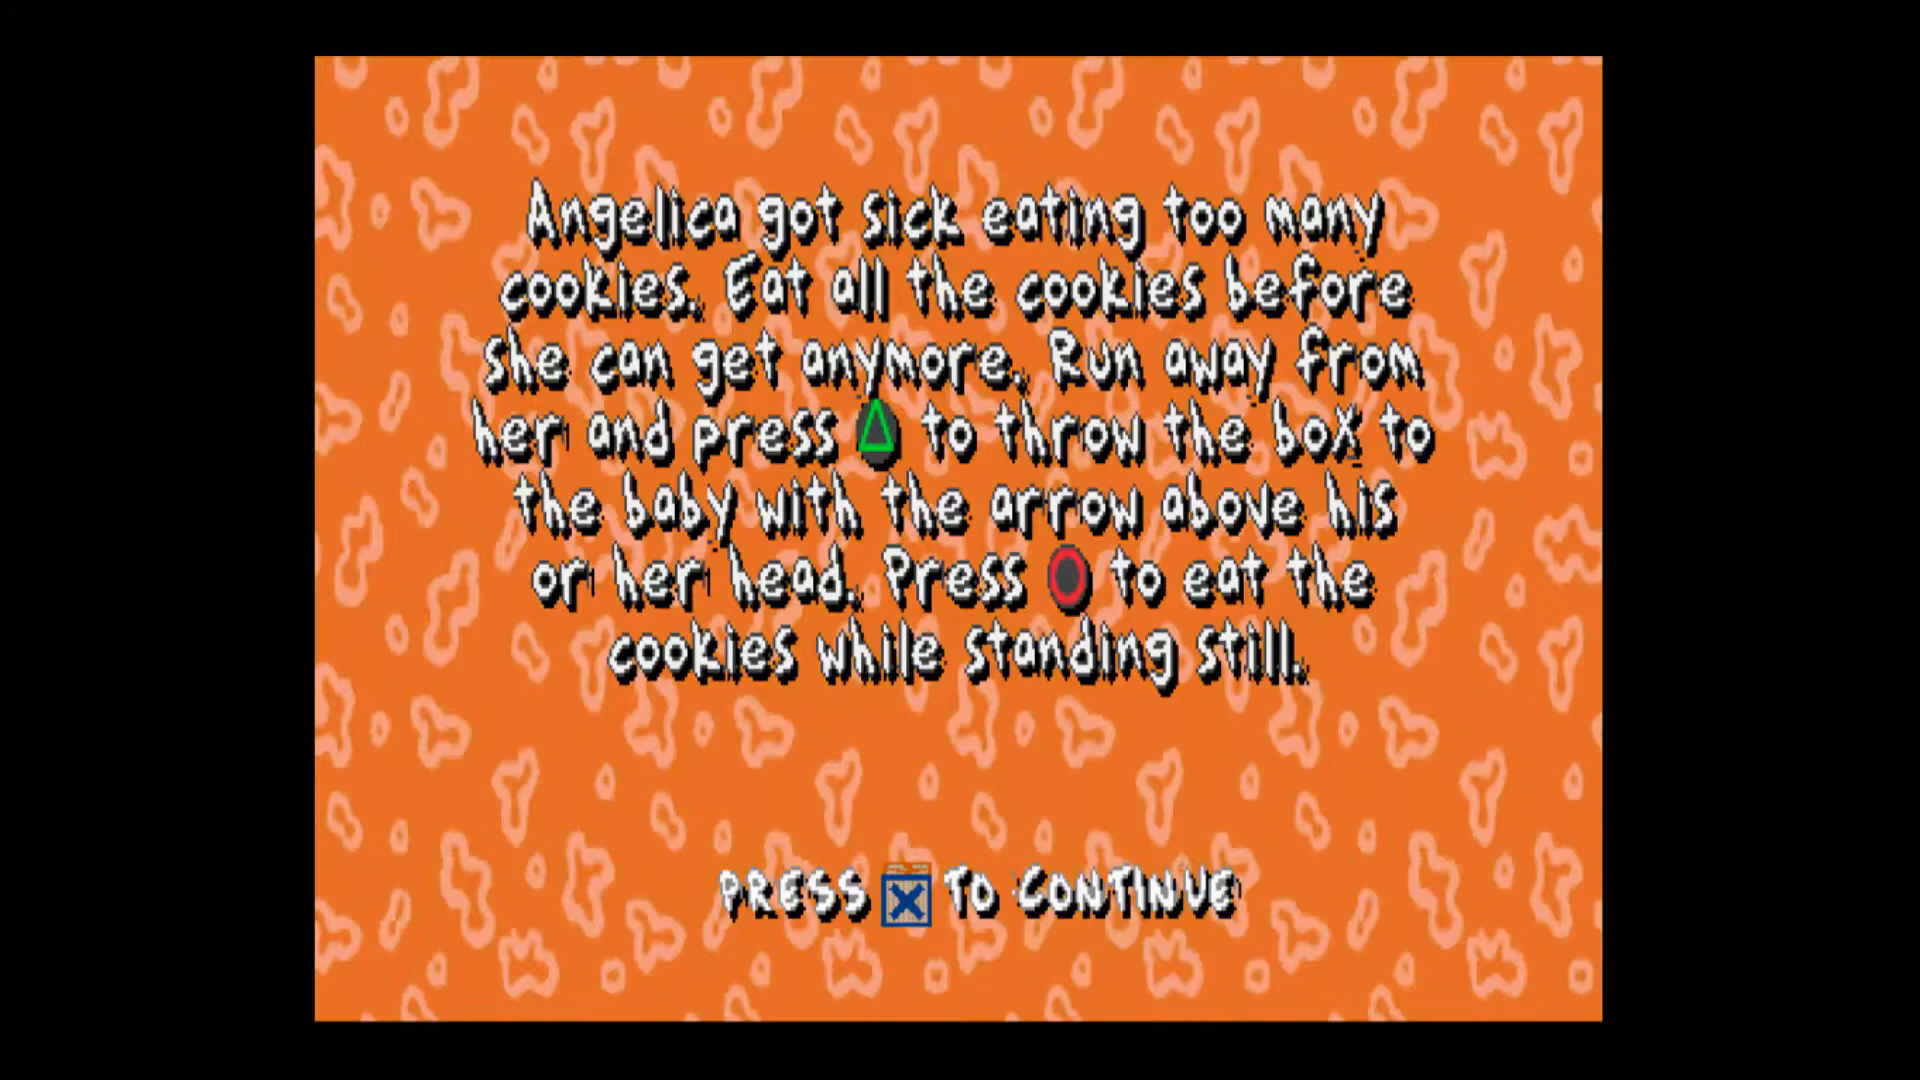 Angelica got sick eating too many
cookies. Eat all the cookies before
she can get anymore. Run away from
her and press △ to throw the box to
the baby with the arrow above his
or her head. Press ○ to eat the
cookies while standing still.
PRESS X TO CONTINUE